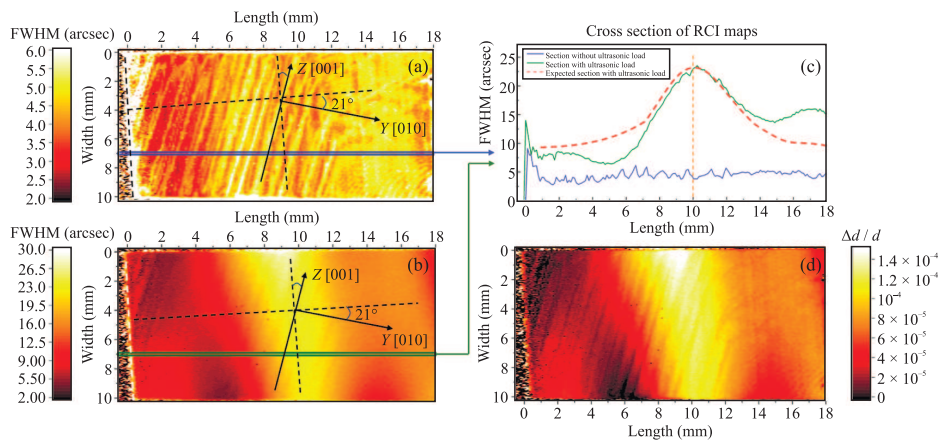 Length (mm)
FWHM (arcsec)
0 2 4 6 8 10 12 14 16 18
6.0
5.5
5.0
4.5
4.0
3.5
3.0
2.5
2.0
Width (mm)
0
2
4
6
8
10
(a)
Z [001]
21°
Y [010]
Cross section of RCI maps
FWHM (arcsec)
25
20
15
10
5
0
Section without ultrasonic load
Section with ultrasonic load
Expected section with ultrasonic load
(c)
0 2 4 6 8 10 12 14 16 18
Length (mm)
Length (mm)
FWHM (arcsec)
0 2 4 6 8 10 12 14 16 18
30.0
26.5
23.0
19.5
16.0
12.5
9.00
5.50
2.00
Width (mm)
0
2
4
6
8
10
(b)
Z [001]
21°
Y [010]
Width (mm)
0
2
4
6
8
10
(d)
0 2 4 6 8 10 12 14 16 18
Length (mm)
Length (mm)
Δd / d
1.4 × 10⁻⁴
1.2 × 10⁻⁴
10⁻⁴
8 × 10⁻⁵
6 × 10⁻⁵
4 × 10⁻⁵
2 × 10⁻⁵
0